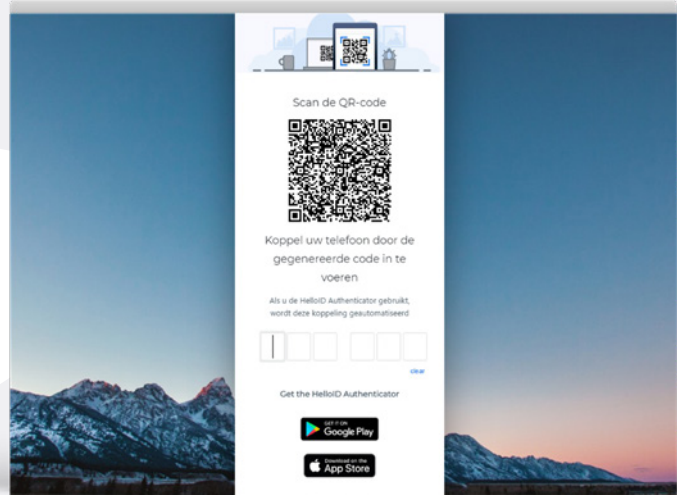 Scan de QR-code
Koppel uw telefoon door de
gegenereerde code in te
voeren
Als u de HelloID Authenticator gebruikt,
wordt deze koppeling geautomatiseerd
clear
Get the HelloID Authenticator
GET IT ON
Google Play
Download on the
App Store